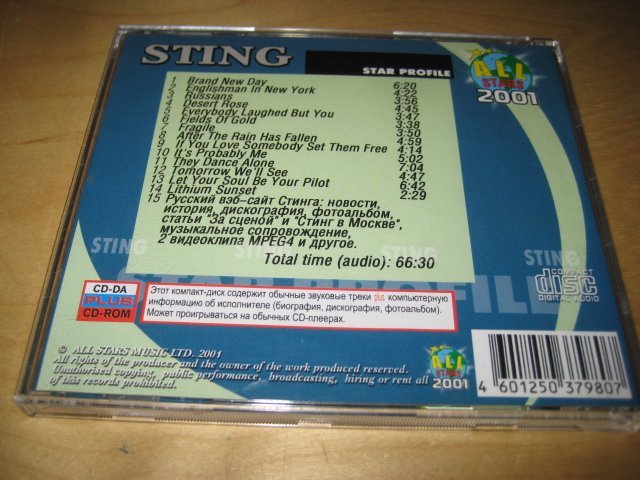 STING
STAR PROFILE
ALL
STARS
2001
1 Brand New Day 6:20
2 Englishman In New York 4:22
3 Russians 3:56
4 Desert Rose 4:45
5 Everybody Laughed But You 3:47
6 Fields Of Gold 3:38
7 Fragile 3:50
8 After The Rain Has Fallen 4:59
9 If You Love Somebody Set Them Free 4:14
10 It's Probably Me 5:02
11 They Dance Alone 7:04
12 Tomorrow We'll See 4:47
13 Let Your Soul Be Your Pilot 6:42
14 Lithium Sunset 2:29
15 Русский вэб-сайт Стинга: новости,
история, дискография, фотоальбом,
статьи "За сценой" и "Стинг в Москве",
музыкальное сопровождение,
2 видеоклипа MPEG4 и другое.
Total time (audio): 66:30
STING STING STING
STAR PROFILE
CD-DA
PLUS
CD-ROM
Этот компакт-диск содержит обычные звуковые треки plus компьютерную
информацию об исполнителе (биография, дискография, фотоальбом).
Может проигрываться на обычных CD-плеерах.
COMPACT
disc
DIGITAL AUDIO
© ALL STARS MUSIC LTD. 2001
All rights of the producer and the owner of the work produced reserved.
Unauthorised copying, public performance, broadcasting, hiring or rent all
of this records prohibited.
ALL
STARS
2001
4 601250 379807